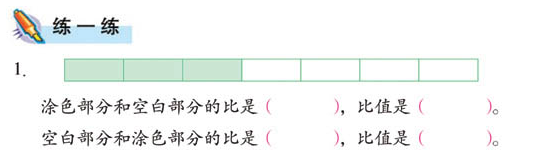 练一练
1.
涂色部分和空白部分的比是(　　),比值是(　　)。
空白部分和涂色部分的比是(　　),比值是(　　)。